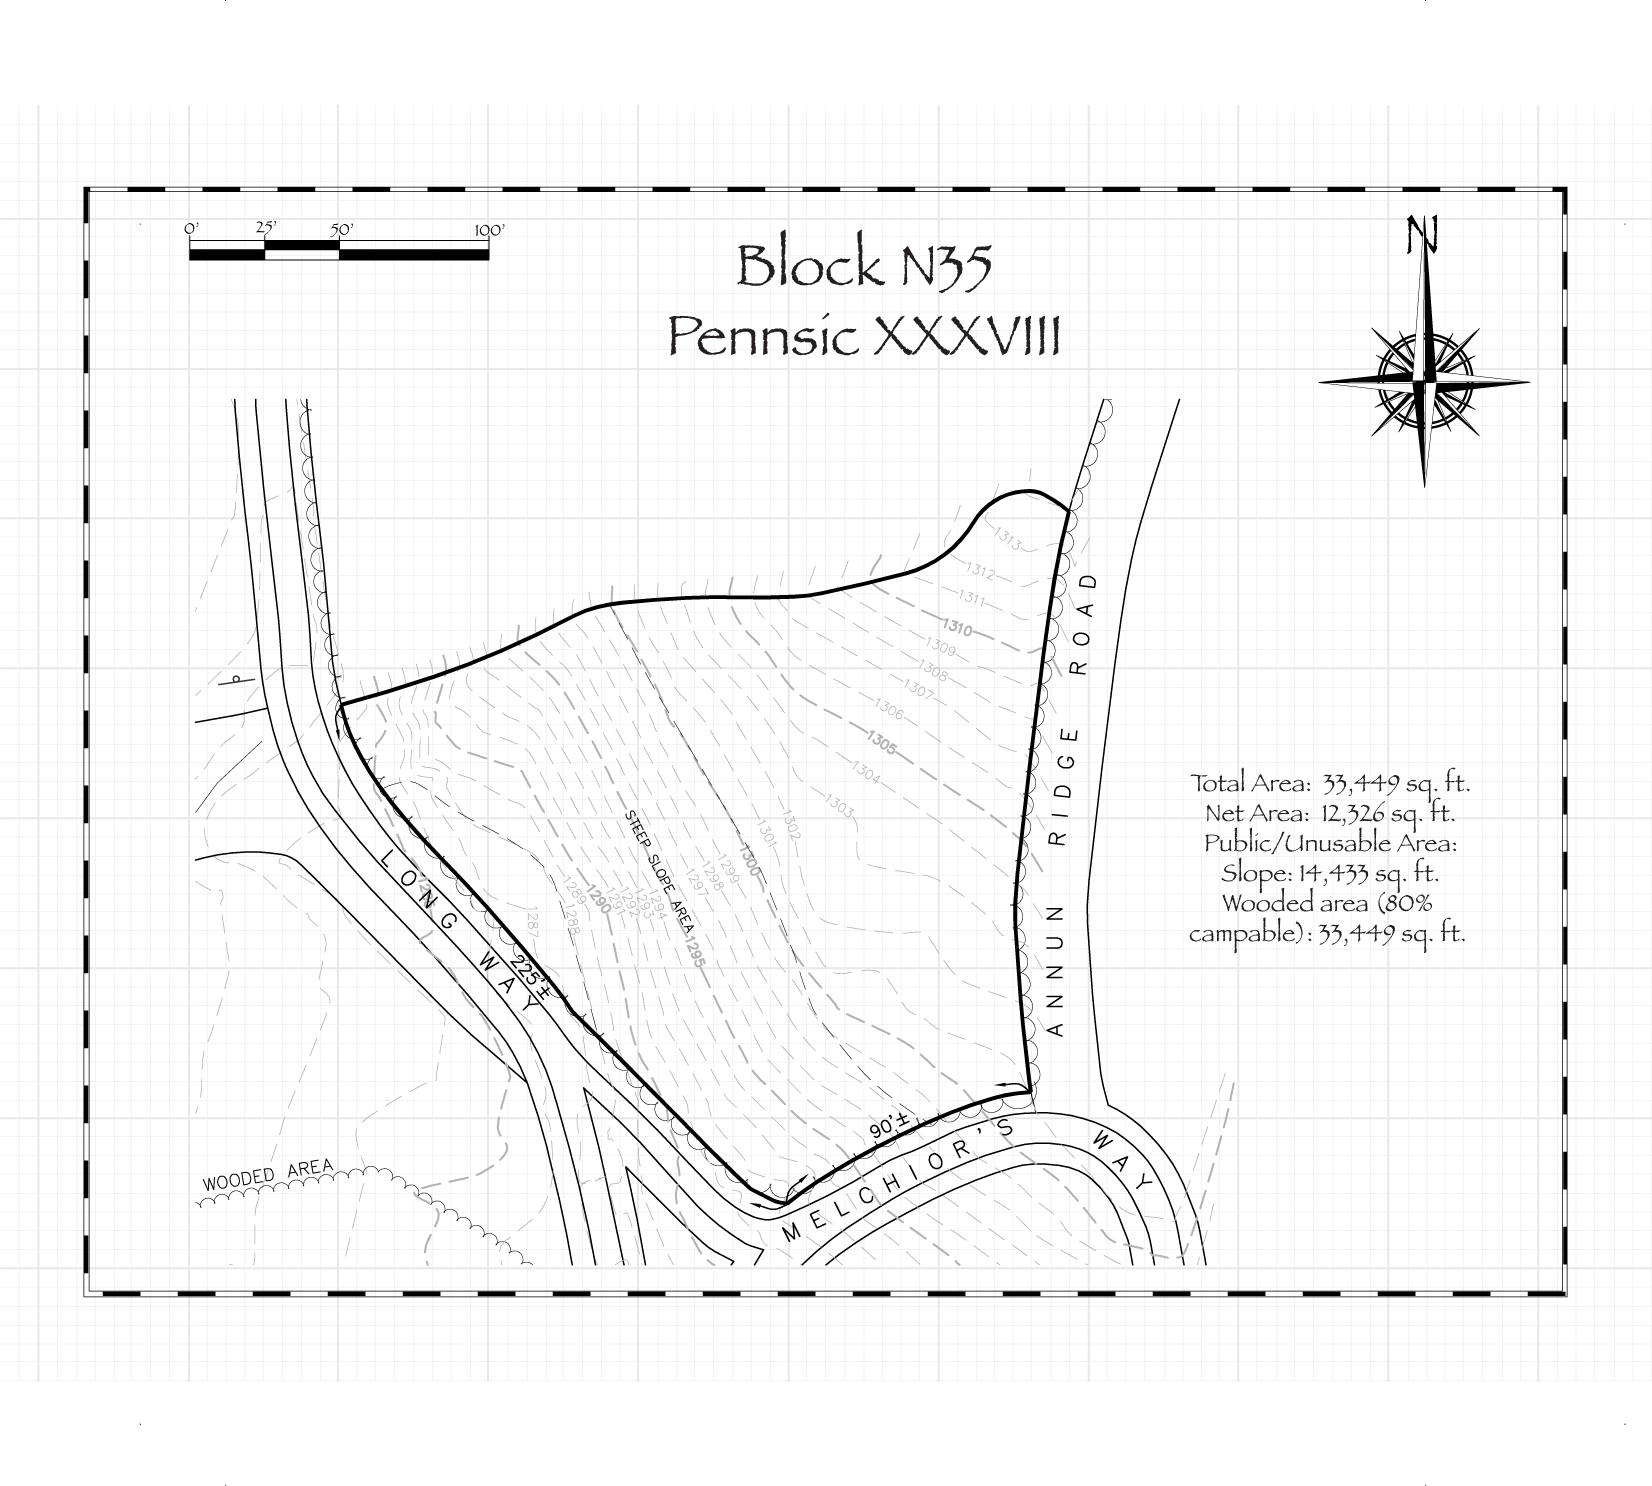 0' 25' 50' 100'
Block N35
Pennsic XXXVIII
N
1313
1312
1311
1310
1309
1308
1307
1306
1305
1304
1303
1302
1301
1300
1299
1298
1297
1295
1294
1293
1292
1291
1290
1289
1288
1287
STEEP SLOPE AREA
ANNUN RIDGE ROAD
LONG WAY
225'±
90'±
MELCHIOR'S WAY
WOODED AREA
Total Area: 33,449 sq. ft.
Net Area: 12,326 sq. ft.
Public/Unusable Area:
Slope: 14,433 sq. ft.
Wooded area (80%
campable): 33,449 sq. ft.